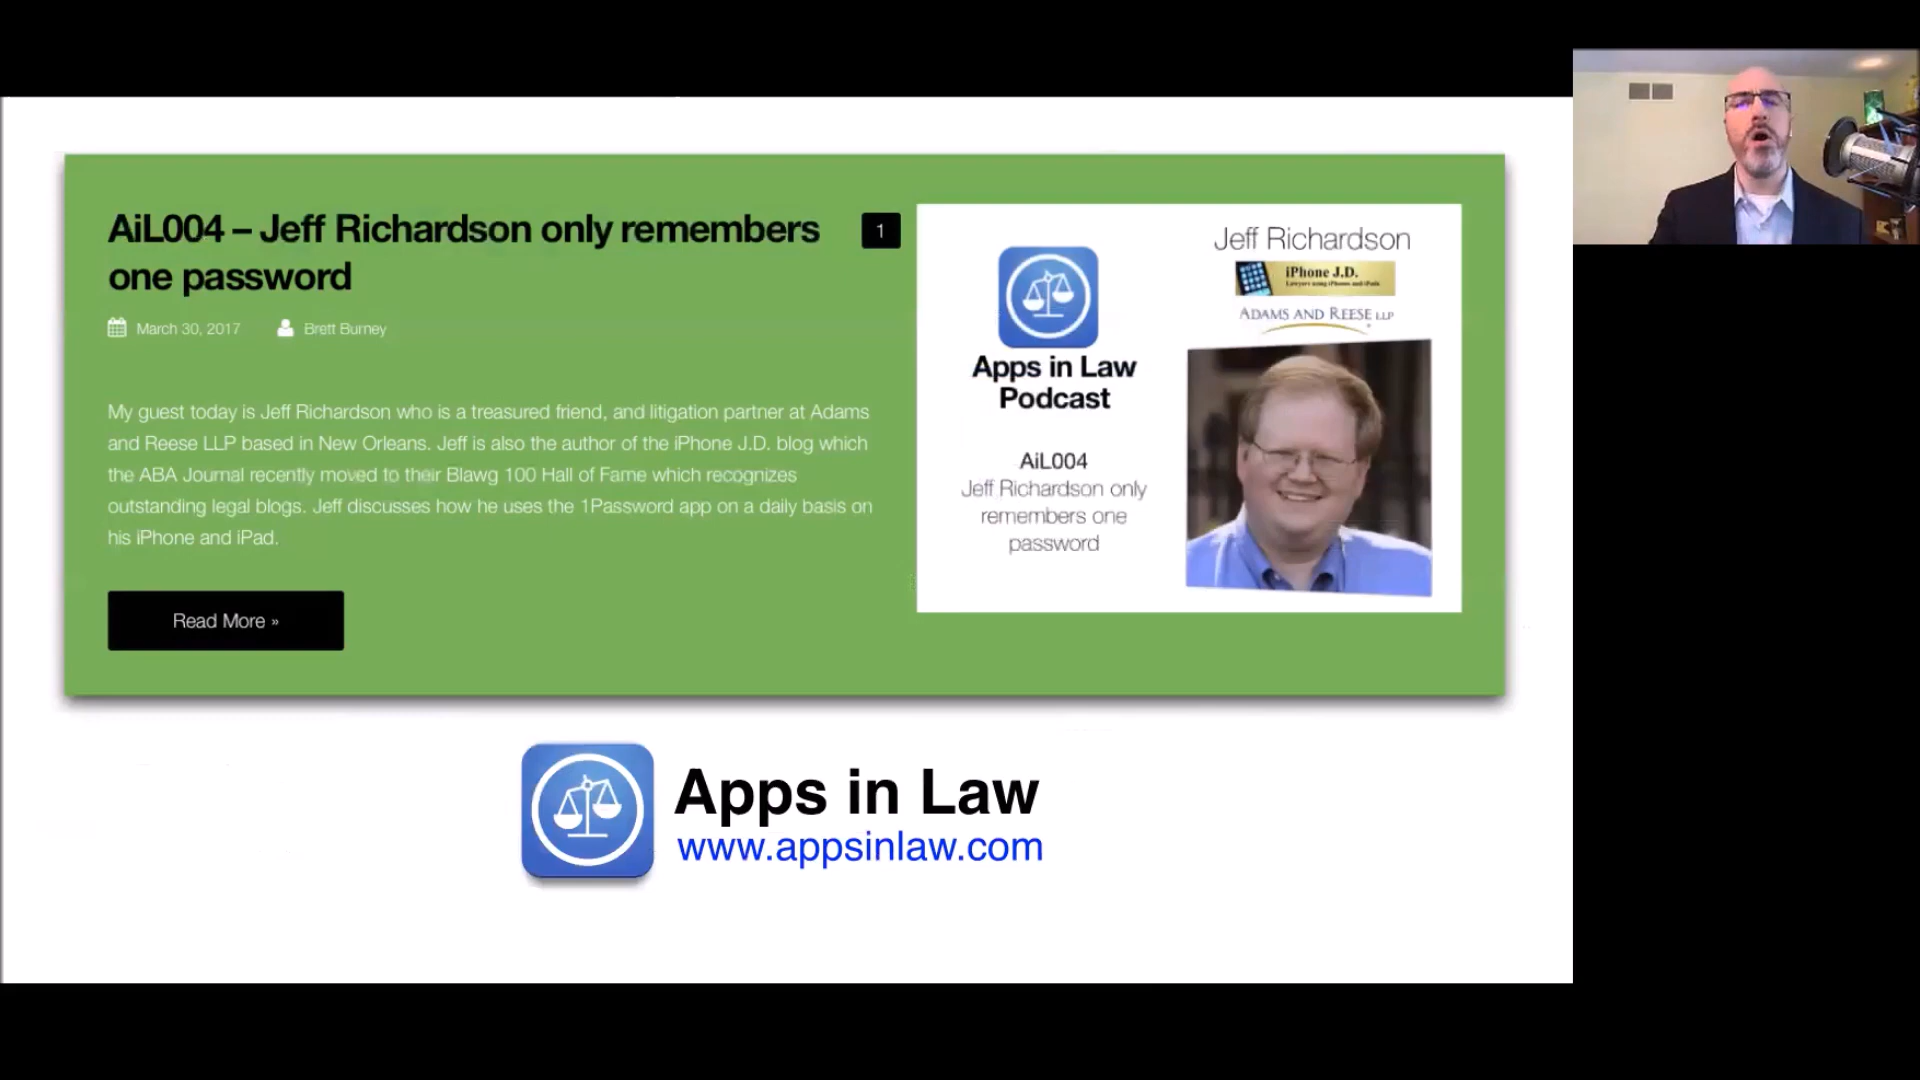 AiL004 – Jeff Richardson only remembers
one password
1
March 30, 2017
Brett Burney
My guest today is Jeff Richardson who is a treasured friend, and litigation partner at Adams
and Reese LLP based in New Orleans. Jeff is also the author of the iPhone J.D. blog which
the ABA Journal recently moved to their Blawg 100 Hall of Fame which recognizes
outstanding legal blogs. Jeff discusses how he uses the 1Password app on a daily basis on
his iPhone and iPad.
Read More »
Apps in Law
Podcast
AiL004
Jeff Richardson only
remembers one
password
Jeff Richardson
iPhone J.D.
Lawyers using iPhones and iPads
ADAMS AND REESE LLP
Apps in Law
www.appsinlaw.com